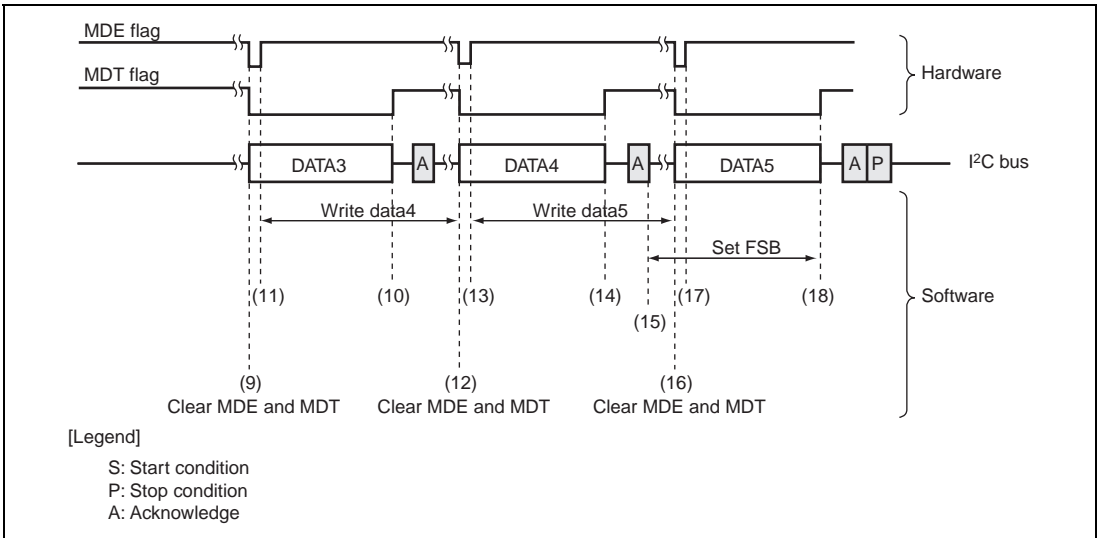 MDE flag
MDT flag
Hardware
DATA3 A DATA4 A DATA5 A P I2C bus
Write data4 Write data5
Set FSB
(11) (10) (13) (14) (17) (18) Software
(15)
(9) (12) (16)
Clear MDE and MDT Clear MDE and MDT Clear MDE and MDT
[Legend]
S: Start condition
P: Stop condition
A: Acknowledge